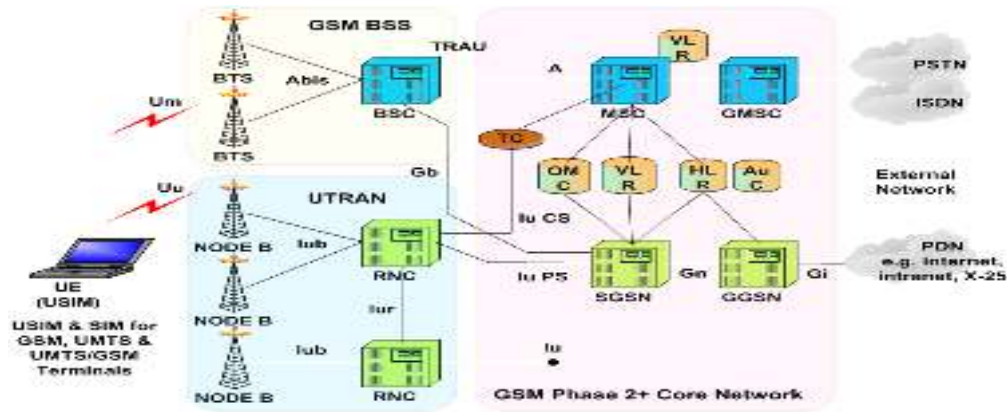 GSM BSS
TRAU
BTS
Abis
Um
BTS
BSC
A
VL
R
MSC
GMSC
PSTN
ISDN
TC
Gb
OM
C
VL
R
HL
R
Au
C
External
Network
Uu
UTRAN
NODE B
Iub
RNC
Iu CS
Iu PS
SGSN
Gn
GGSN
Gi
PDN
e.g. Internet,
intranet, X-25
UE
(USIM)
USIM & SIM for
GSM, UMTS &
UMTS/GSM
Terminals
NODE B
Iur
Iub
NODE B
RNC
Iu
GSM Phase 2+ Core Network